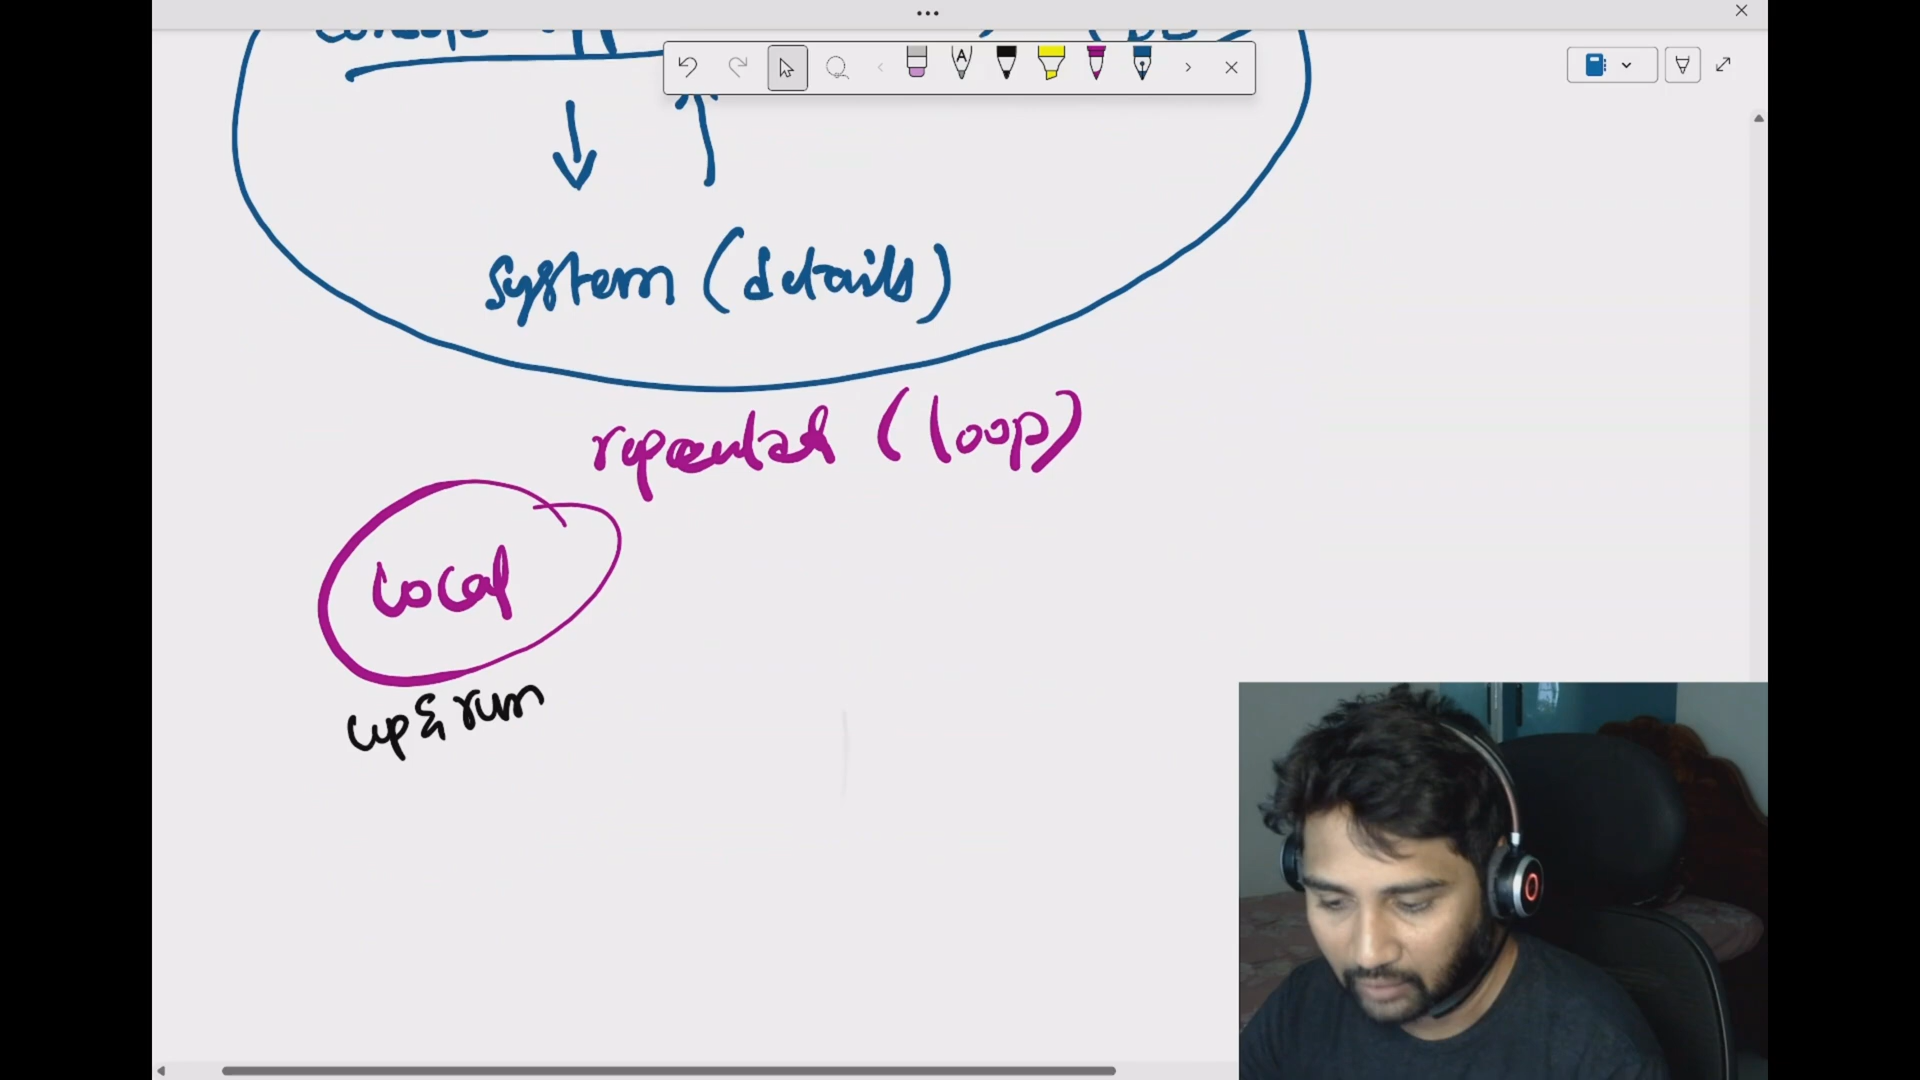 system (details)
repeated (loop)
Local
up & run